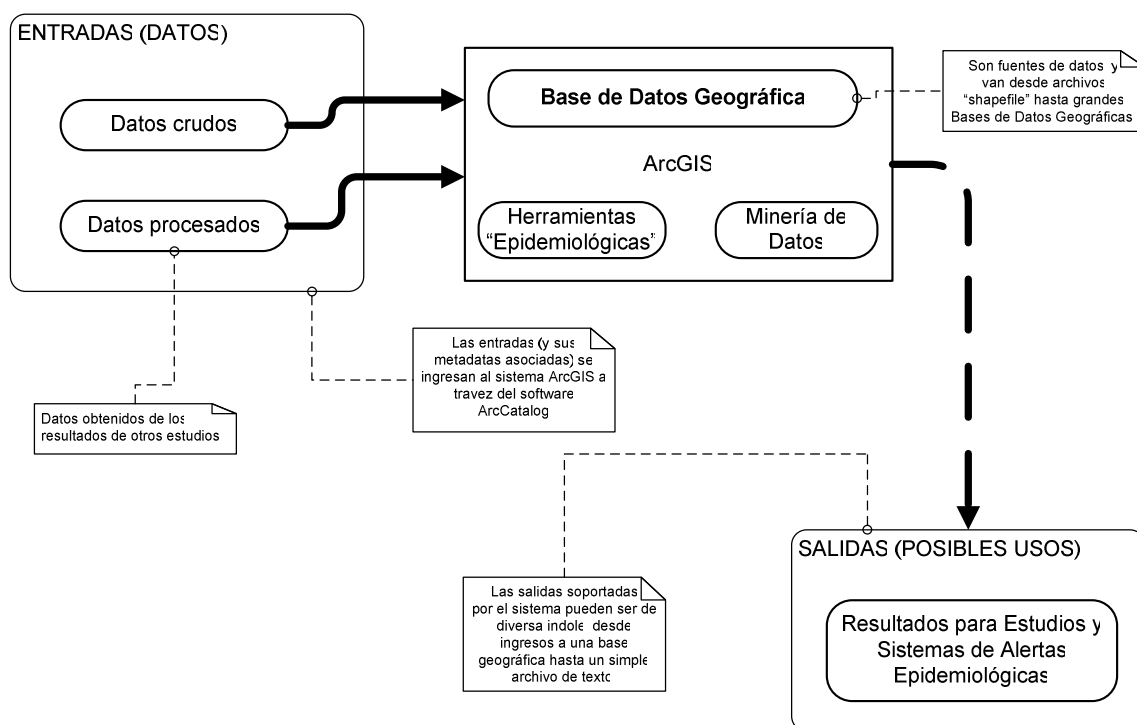 ENTRADAS (DATOS)
Datos crudos
Datos procesados
Base de Datos Geográfica
ArcGIS
Herramientas
“Epidemiológicas”
Minería de
Datos
Son fuentes de datos y
van desde archivos
“shapefile” hasta grandes
Bases de Datos Geográficas
Las entradas (y sus
metadatas asociadas) se
ingresan al sistema ArcGIS a
travez del software
ArcCatalog
Datos obtenidos de los
resultados de otros estudios
SALIDAS (POSIBLES USOS)
Resultados para Estudios y
Sistemas de Alertas
Epidemiológicas
Las salidas soportadas
por el sistema pueden ser de
diversa indole, desde
ingresos a una base
geográfica hasta un simple
archivo de texto